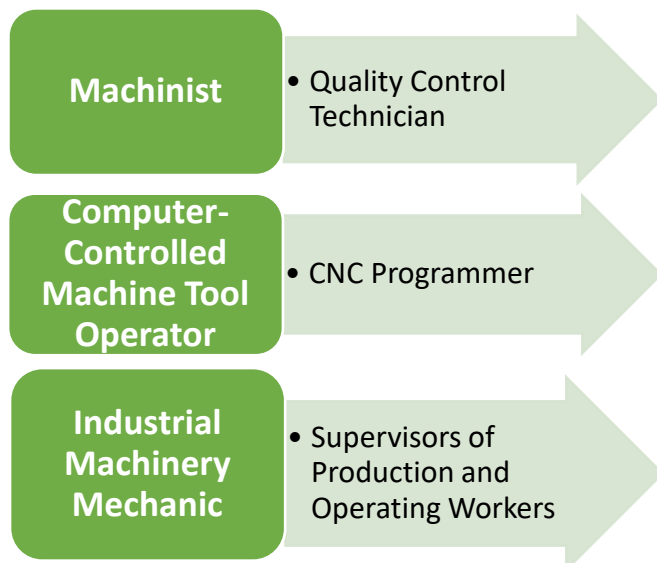 Machinist
• Quality Control
Technician
Computer-
Controlled
Machine Tool
Operator
• CNC Programmer
Industrial
Machinery
Mechanic
• Supervisors of
Production and
Operating Workers